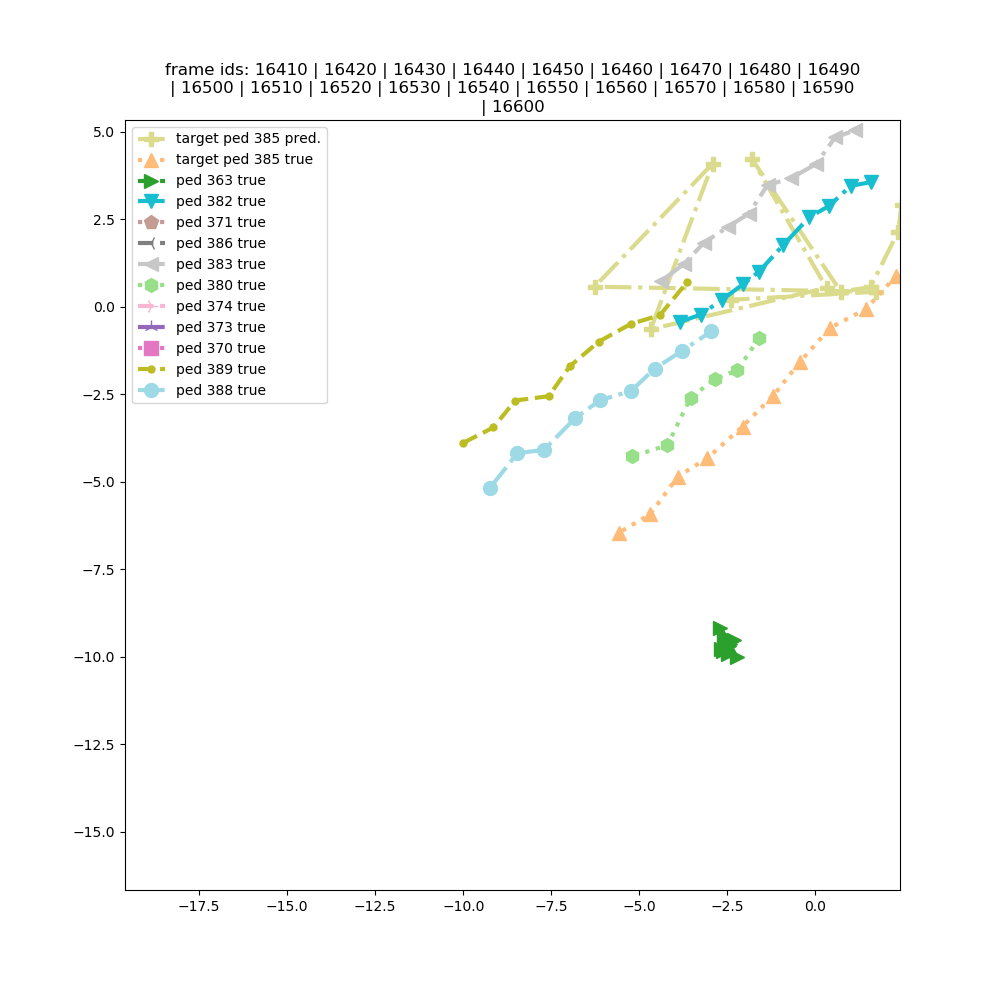 frame ids: 16410 | 16420 | 16430 | 16440 | 16450 | 16460 | 16470 | 16480 | 16490
| 16500 | 16510 | 16520 | 16530 | 16540 | 16550 | 16560 | 16570 | 16580 | 16590
| 16600
target ped 385 pred.
target ped 385 true
ped 363 true
ped 382 true
ped 371 true
ped 386 true
ped 383 true
ped 380 true
ped 374 true
ped 373 true
ped 370 true
ped 389 true
ped 388 true
5.0
2.5
0.0
−2.5
−5.0
−7.5
−10.0
−12.5
−15.0
−17.5 −15.0 −12.5 −10.0 −7.5 −5.0 −2.5 0.0